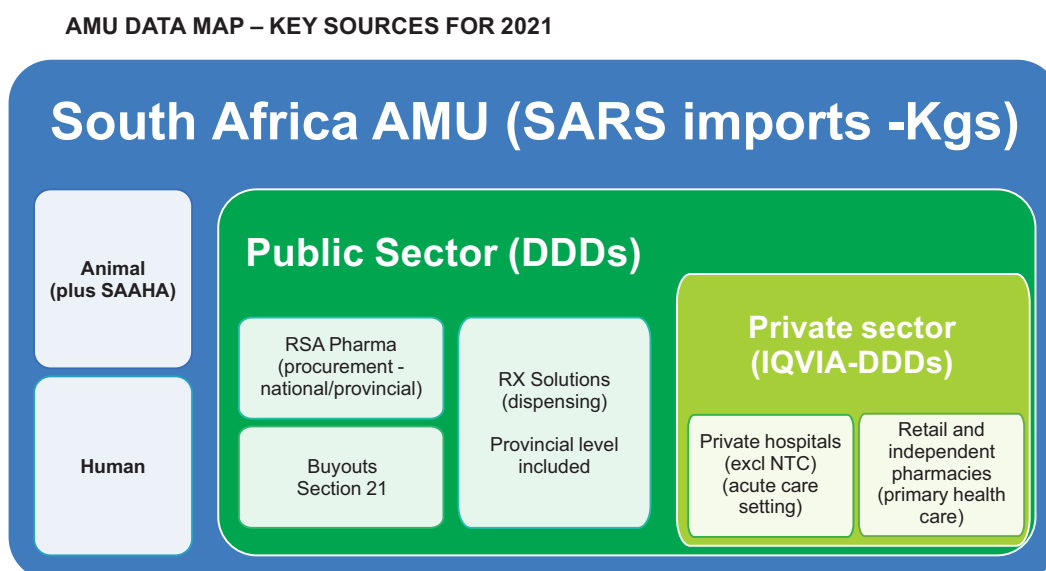 AMU DATA MAP – KEY SOURCES FOR 2021
South Africa AMU (SARS imports -Kgs)
Animal
(plus SAAHA)
Human
Public Sector (DDDs)
RSA Pharma
(procurement -
national/provincial)
Buyouts
Section 21
RX Solutions
(dispensing)
Provincial level
included
Private sector
(IQVIA-DDDs)
Private hospitals
(excl NTC)
(acute care
setting)
Retail and
independent
pharmacies
(primary health
care)